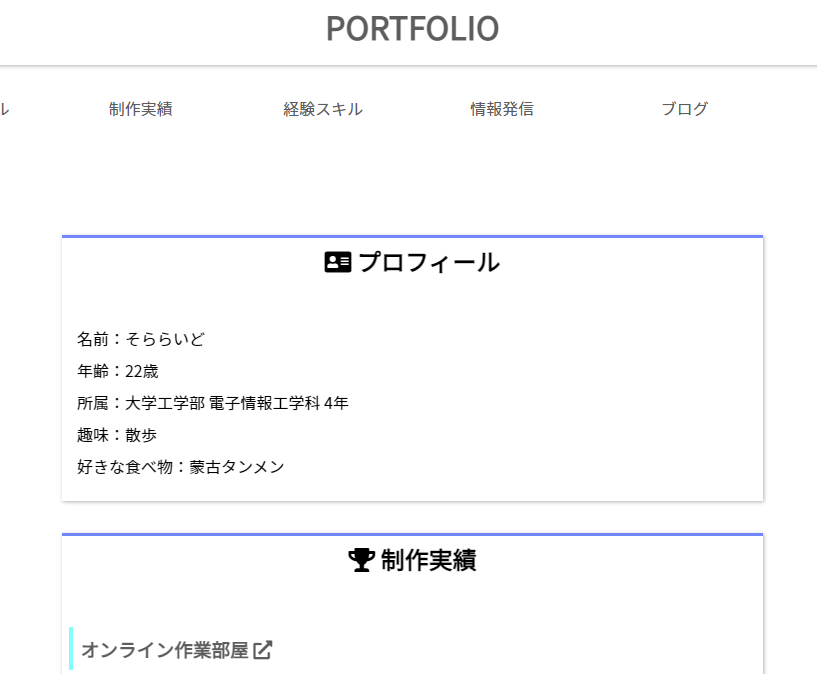 PORTFOLIO
ル 制作実績 経験スキル 情報発信 ブログ
プロフィール
名前：そららいど
年齢：22歳
所属：大学工学部 電子情報工学科 4年
趣味：散歩
好きな食べ物：蒙古タンメン
制作実績
オンライン作業部屋